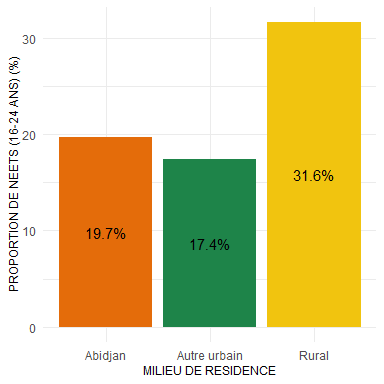 PROPORTION DE NEETS (16-24 ANS) (%)
30
20
10
0
19.7%
17.4%
31.6%
Abidjan
Autre urbain
Rural
MILIEU DE RESIDENCE